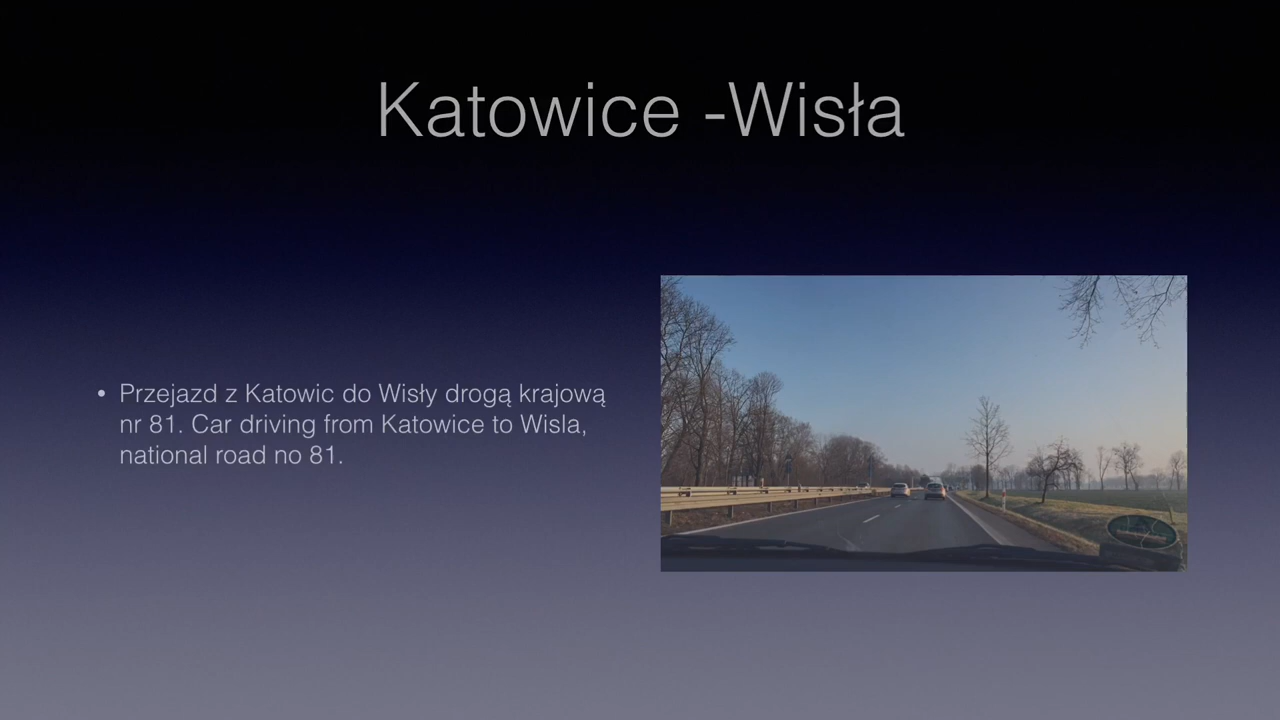 Katowice -Wisła
• Przejazd z Katowic do Wisły drogą krajową
nr 81. Car driving from Katowice to Wisla,
national road no 81.